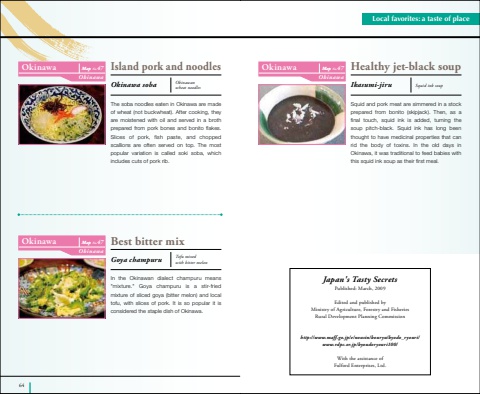 Local favorites: a taste of place
Okinawa
Map No.47
Okinawa
Island pork and noodles
Okinawa soba
Okinawan
wheat noodles
The soba noodles eaten in Okinawa are made
of wheat (not buckwheat). After cooking, they
are moistened with oil and served in a broth
prepared from pork bones and bonito flakes.
Slices of pork, fish paste, and chopped
scallions are often served on top. The most
popular variation is called soki soba, which
includes cuts of pork rib.
Okinawa
Map No.47
Okinawa
Best bitter mix
Goya champuru
Tofu mixed
with bitter melon
In the Okinawan dialect champuru means
"mixture." Goya champuru is a stir-fried
mixture of sliced goya (bitter melon) and local
tofu, with slices of pork. It is so popular it is
considered the staple dish of Okinawa.
64
Okinawa
Map No.47
Okinawa
Healthy jet-black soup
Ikasumi-jiru
Squid ink soup
Squid and pork meat are simmered in a stock
prepared from bonito (skipjack). Then, as a
final touch, squid ink is added, turning the
soup pitch-black. Squid ink has long been
thought to have medicinal properties that can
rid the body of toxins. In the old days in
Okinawa, it was traditional to feed babies with
this squid ink soup as their first meal.
Japan's Tasty Secrets
Published: March, 2009
Edited and published by
Ministry of Agriculture, Forestry and Fisheries
Rural Development Planning Commission
http://www.maff.go.jp/e/nousin/kouryu/kyodo_ryouri/
www.rdpc.or.jp/kyoudoryouri100/
With the assistance of
Fulford Enterprises, Ltd.